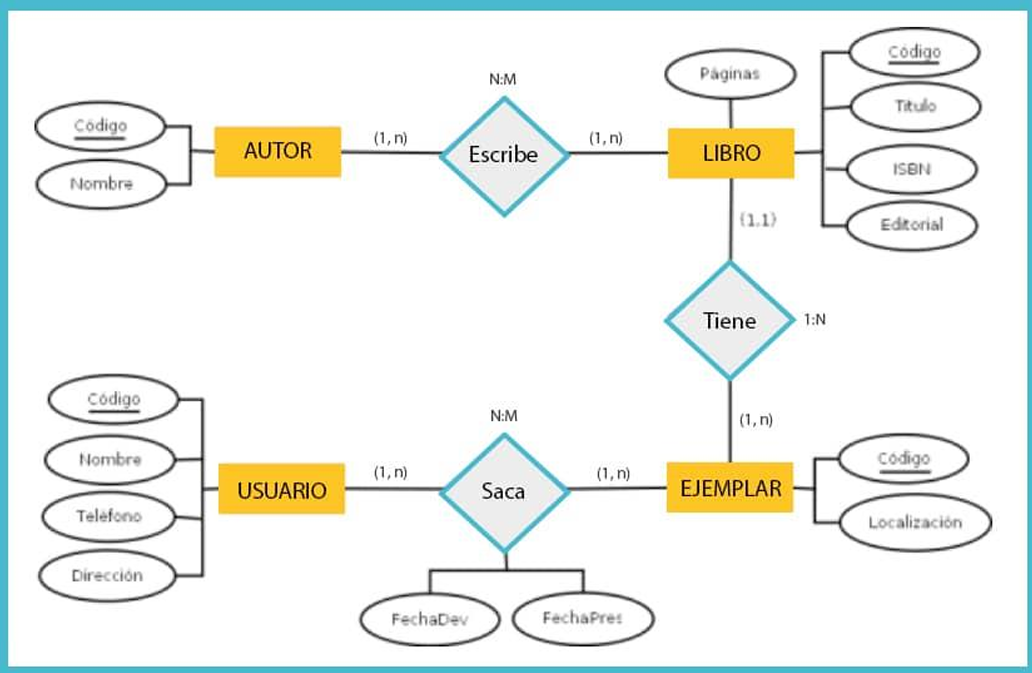 Código
Nombre
AUTOR
(1, n)
N:M
Escribe
(1, n)
Páginas
LIBRO
Código
Titulo
ISBN
Editorial
(1,1)
Tiene
1:N
(1, n)
Código
Nombre
Teléfono
Dirección
USUARIO
(1, n)
N:M
Saca
(1, n)
EJEMPLAR
Código
Localización
FechaDev
FechaPres